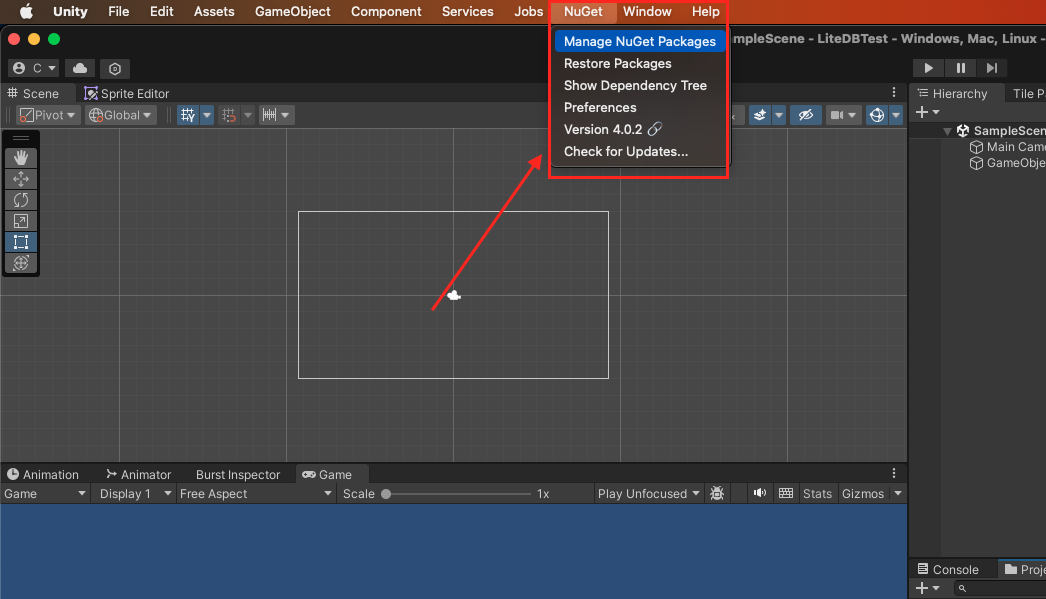 Unity File Edit Assets GameObject Component Services Jobs NuGet Window Help
Manage NuGet Packages
Restore Packages
Show Dependency Tree
Preferences
Version 4.0.2
Check for Updates...
mpleScene - LiteDBTest - Windows, Mac, Linux -
C
Scene Sprite Editor
Hierarchy Tile P
Pivot Global
SampleScen
Main Came
GameObje
Animation Animator Burst Inspector Game
Game Display 1 Free Aspect Scale 1x Play Unfocused Stats Gizmos
Console Proje